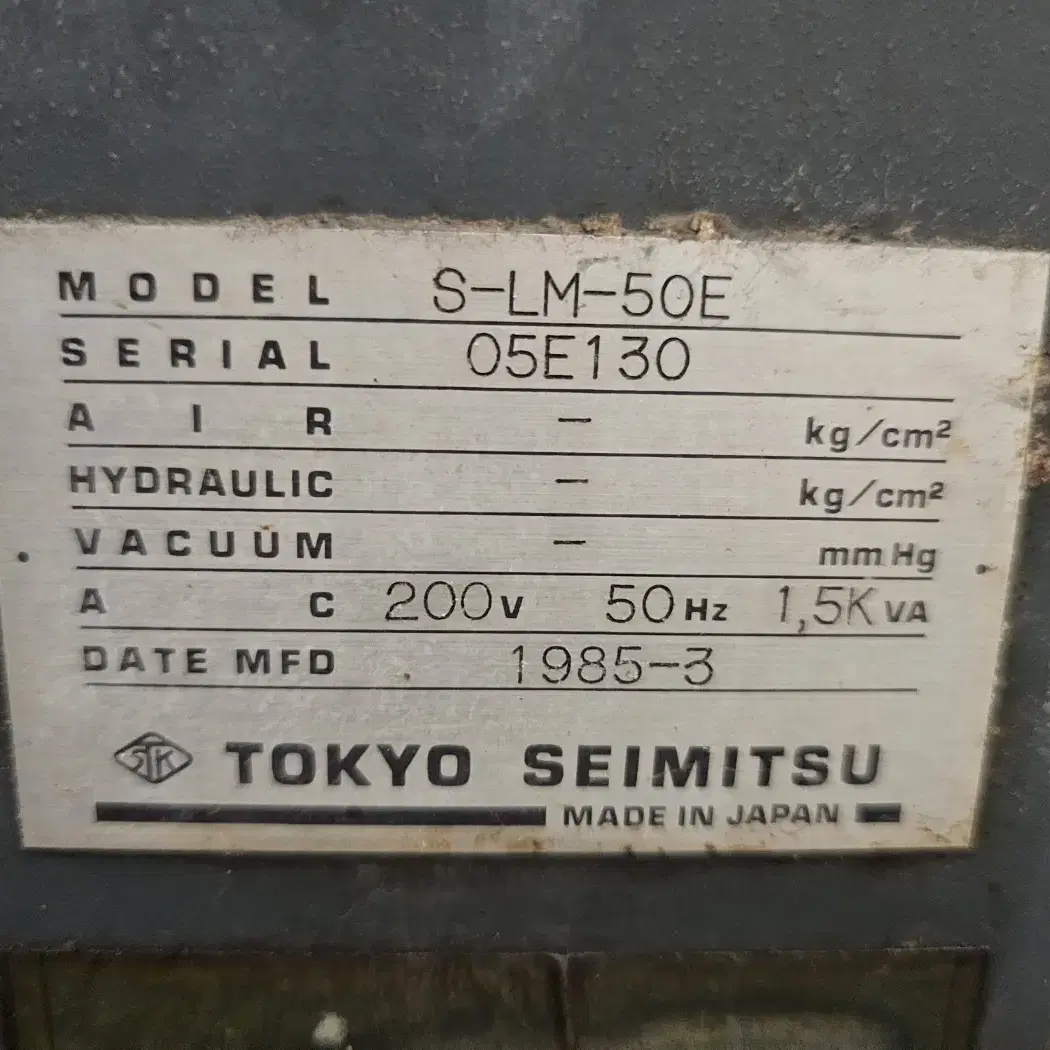 MODEL S-LM-50E
SERIAL 05E130
AIR - kg/cm²
HYDRAULIC - kg/cm²
VACUUM - mmHg
AC 200V 50Hz 1,5KVA
DATE MFD 1985-3
STK TOKYO SEIMITSU
MADE IN JAPAN